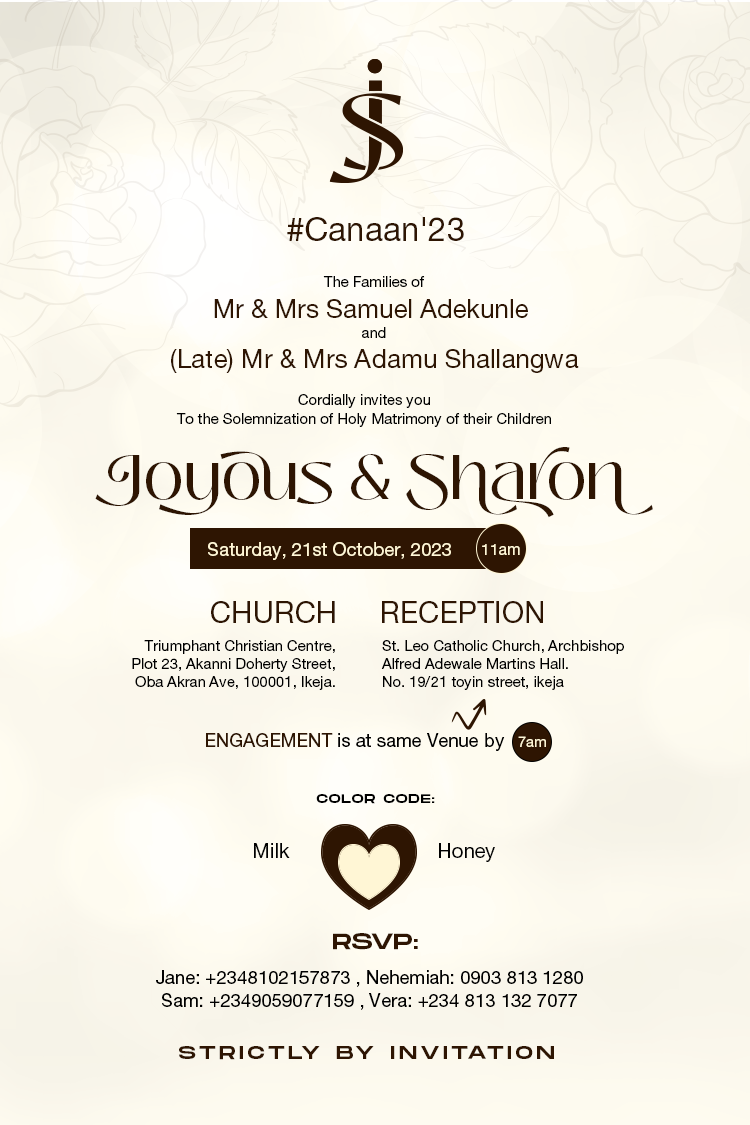 JS
#Canaan'23
The Families of
Mr & Mrs Samuel Adekunle
and
(Late) Mr & Mrs Adamu Shallangwa
Cordially invites you
To the Solemnization of Holy Matrimony of their Children
Joyous & Sharon
Saturday, 21st October, 2023 11am
CHURCH
Triumphant Christian Centre,
Plot 23, Akanni Doherty Street,
Oba Akran Ave, 100001, Ikeja.
RECEPTION
St. Leo Catholic Church, Archbishop
Alfred Adewale Martins Hall.
No. 19/21 toyin street, ikeja
ENGAGEMENT is at same Venue by 7am
COLOR CODE:
Milk Honey
RSVP:
Jane: +2348102157873 , Nehemiah: 0903 813 1280
Sam: +2349059077159 , Vera: +234 813 132 7077
STRICTLY BY INVITATION